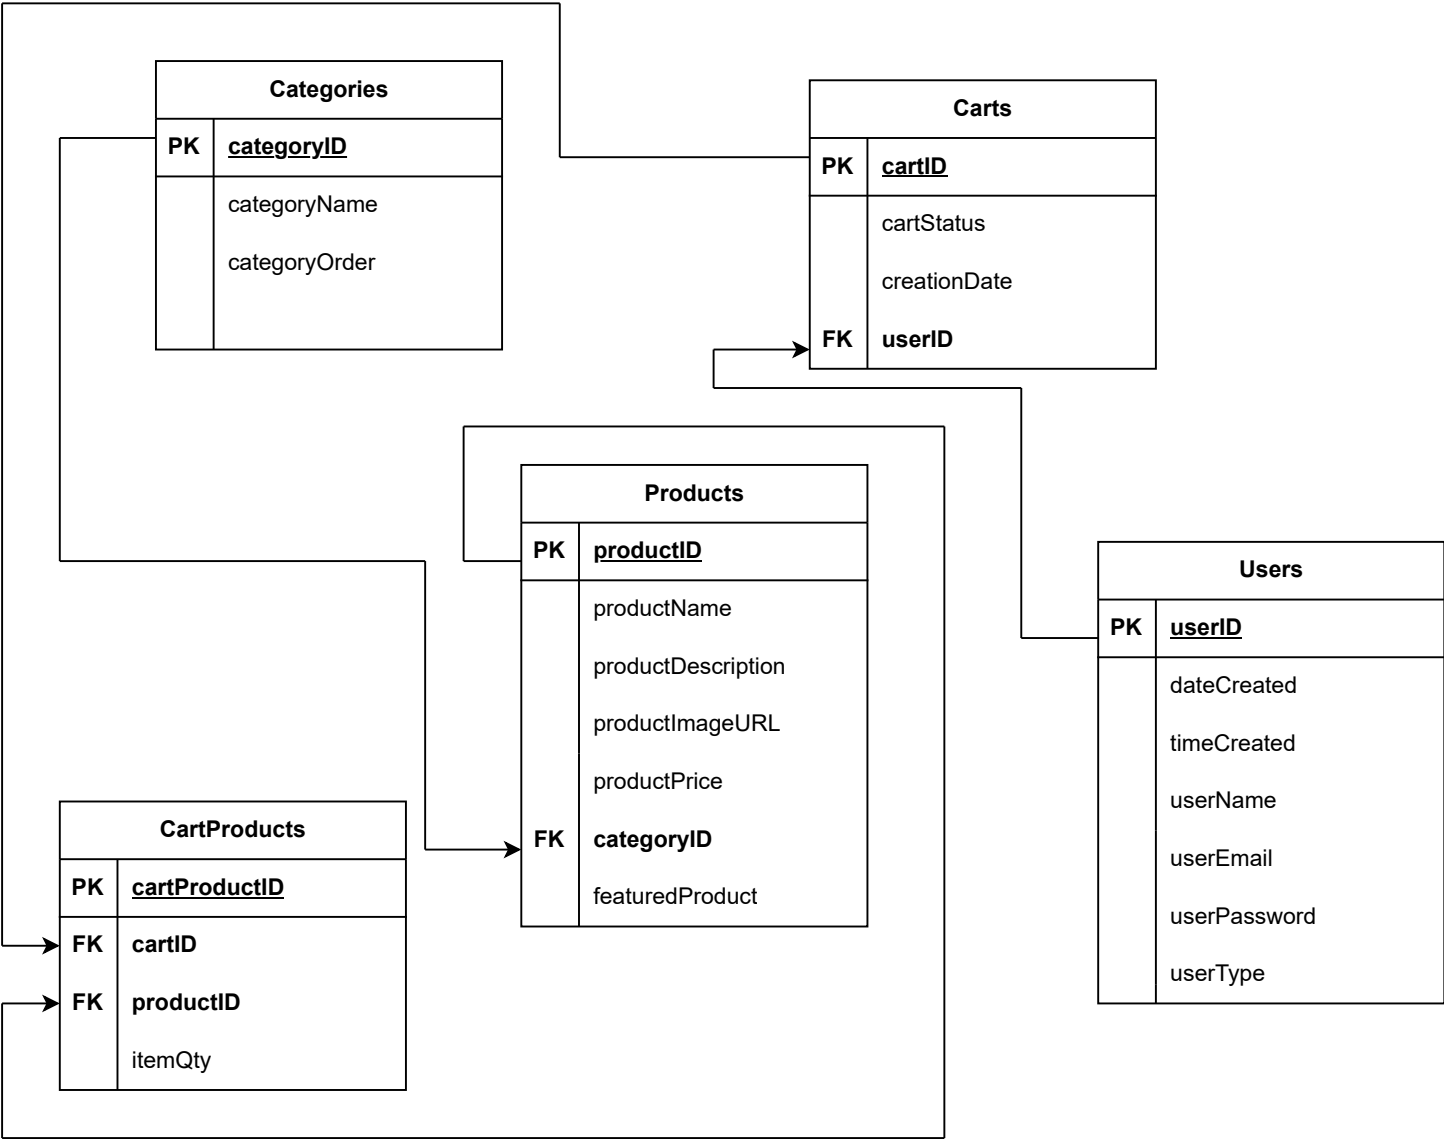 Categories
PK categoryID
categoryName
categoryOrder
Carts
PK cartID
cartStatus
creationDate
FK userID
Products
PK productID
productName
productDescription
productImageURL
productPrice
FK categoryID
featuredProduct
Users
PK userID
dateCreated
timeCreated
userName
userEmail
userPassword
userType
CartProducts
PK cartProductID
FK cartID
FK productID
itemQty